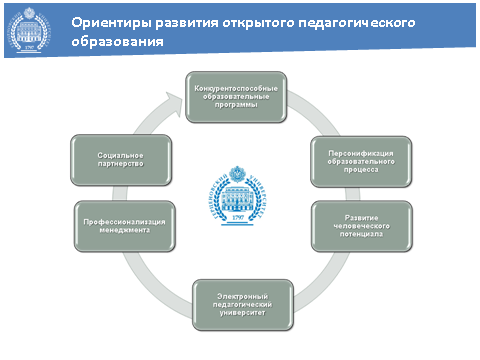 Ориентиры развития открытого педагогического
образования
Конкурентоспособные
образовательные
программы
Персонификация
образовательного
процесса
Развитие
человеческого
потенциала
Электронный
педагогический
университет
Профессионализация
менеджмента
Социальное
партнерство
1797